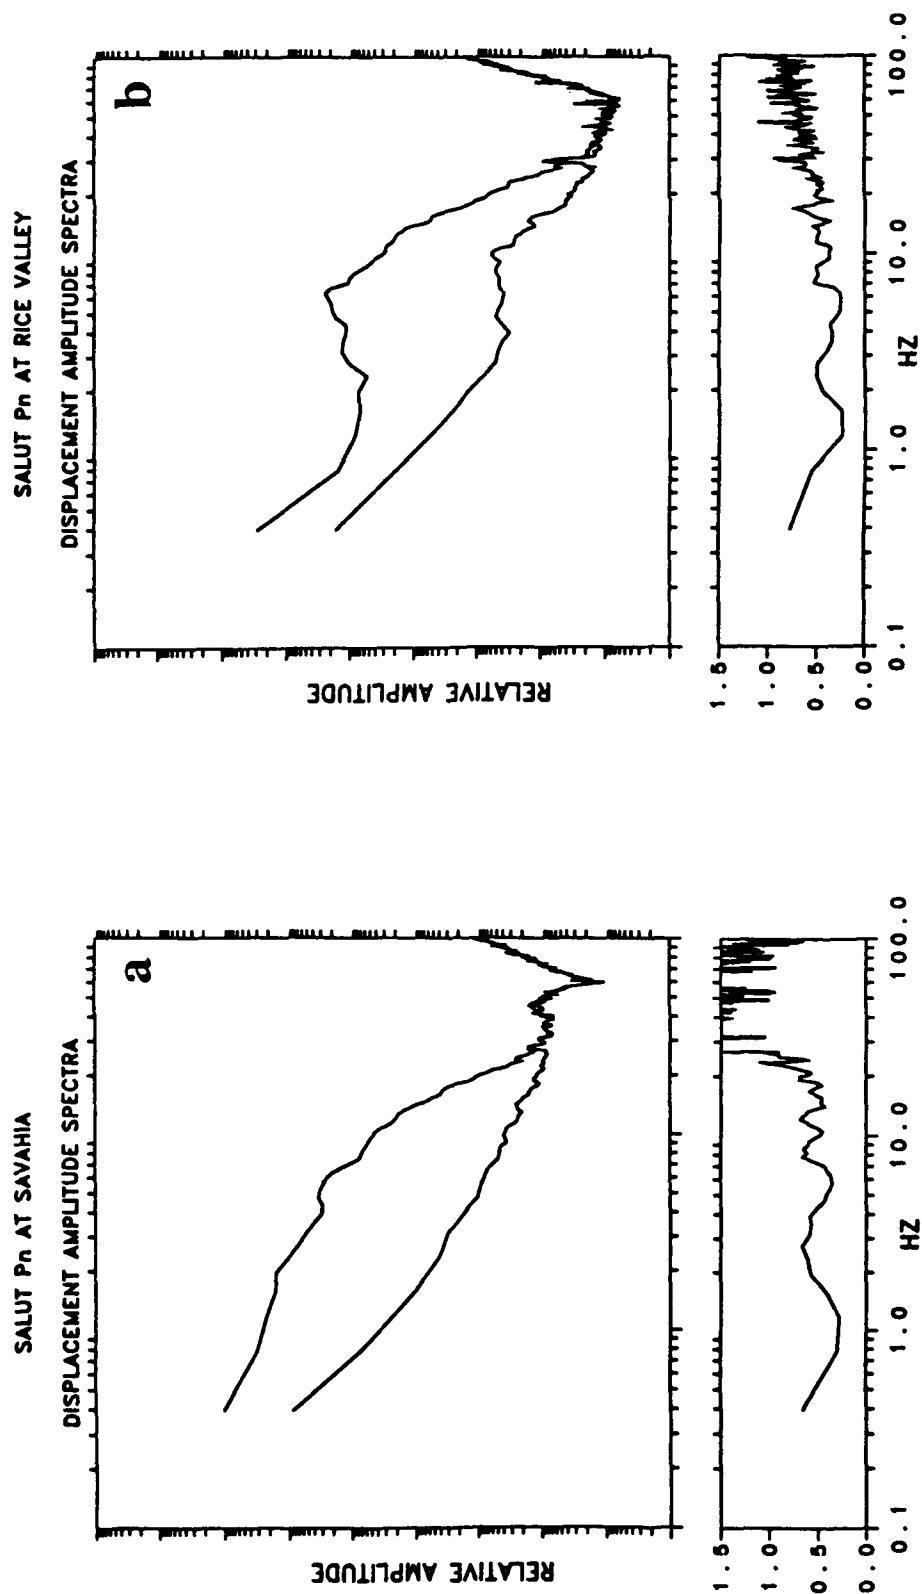 SALUT Pn AT SAVAHIA
DISPLACEMENT AMPLITUDE SPECTRA
a
RELATIVE AMPLITUDE
1.5
1.0
0.5
0.0
0.1
1.0
10.0
100.0
HZ
SALUT Pn AT RICE VALLEY
DISPLACEMENT AMPLITUDE SPECTRA
b
RELATIVE AMPLITUDE
1.5
1.0
0.5
0.0
0.1
1.0
10.0
100.0
HZ